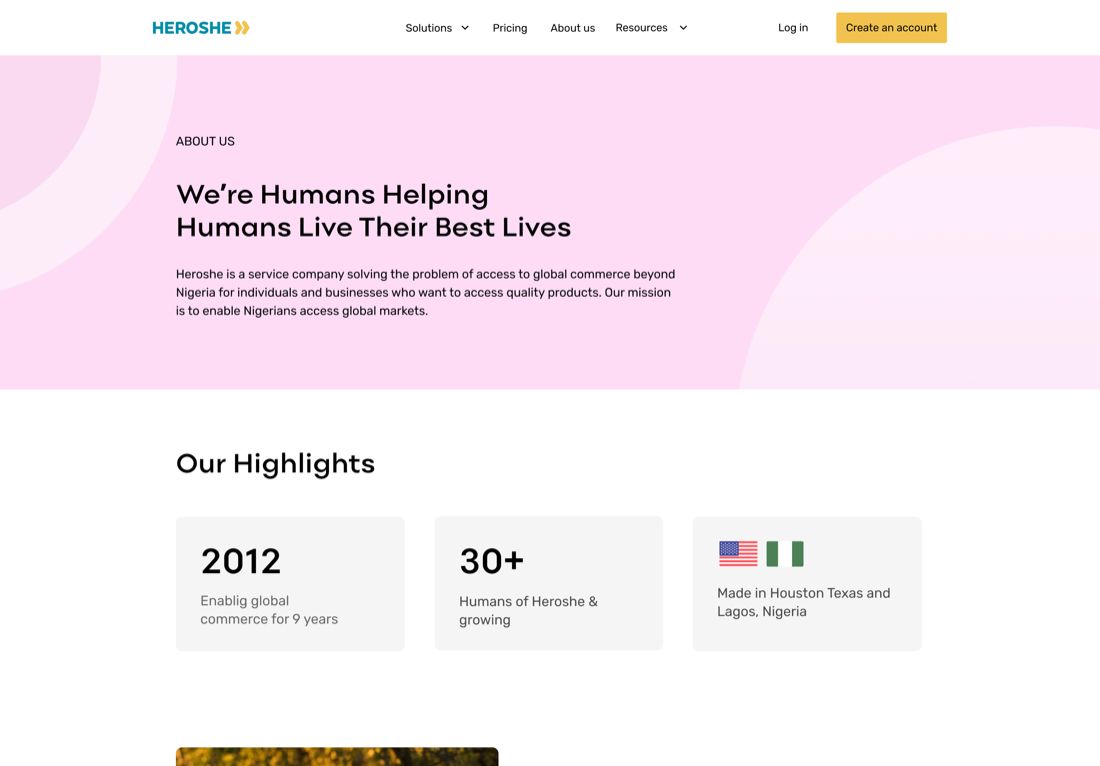 HEROSHE
Solutions
Pricing
About us
Resources
Log in
Create an account
ABOUT US
We're Humans Helping
Humans Live Their Best Lives
Heroshe is a service company solving the problem of access to global commerce beyond
Nigeria for individuals and businesses who want to access quality products. Our mission
is to enable Nigerians access global markets.
Our Highlights
2012
Enablig global
commerce for 9 years
30+
Humans of Heroshe &
growing
Made in Houston Texas and
Lagos, Nigeria